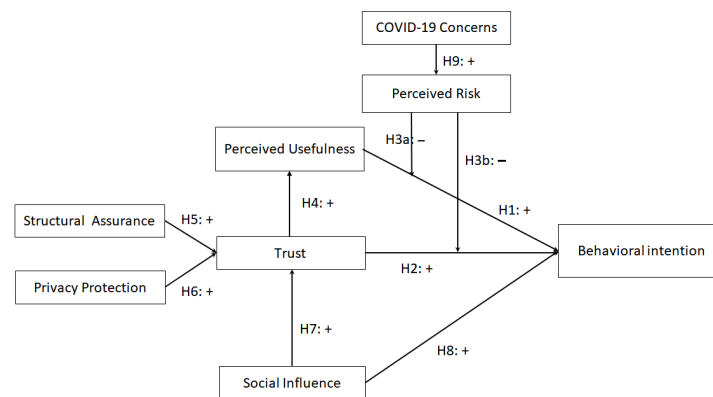 COVID-19 Concerns
H9: +
Perceived Risk
H3a: –
Perceived Usefulness
H3b: –
H4: +
H1: +
Structural Assurance
H5: +
Trust
H2: +
Behavioral intention
Privacy Protection
H6: +
H7: +
H8: +
Social Influence